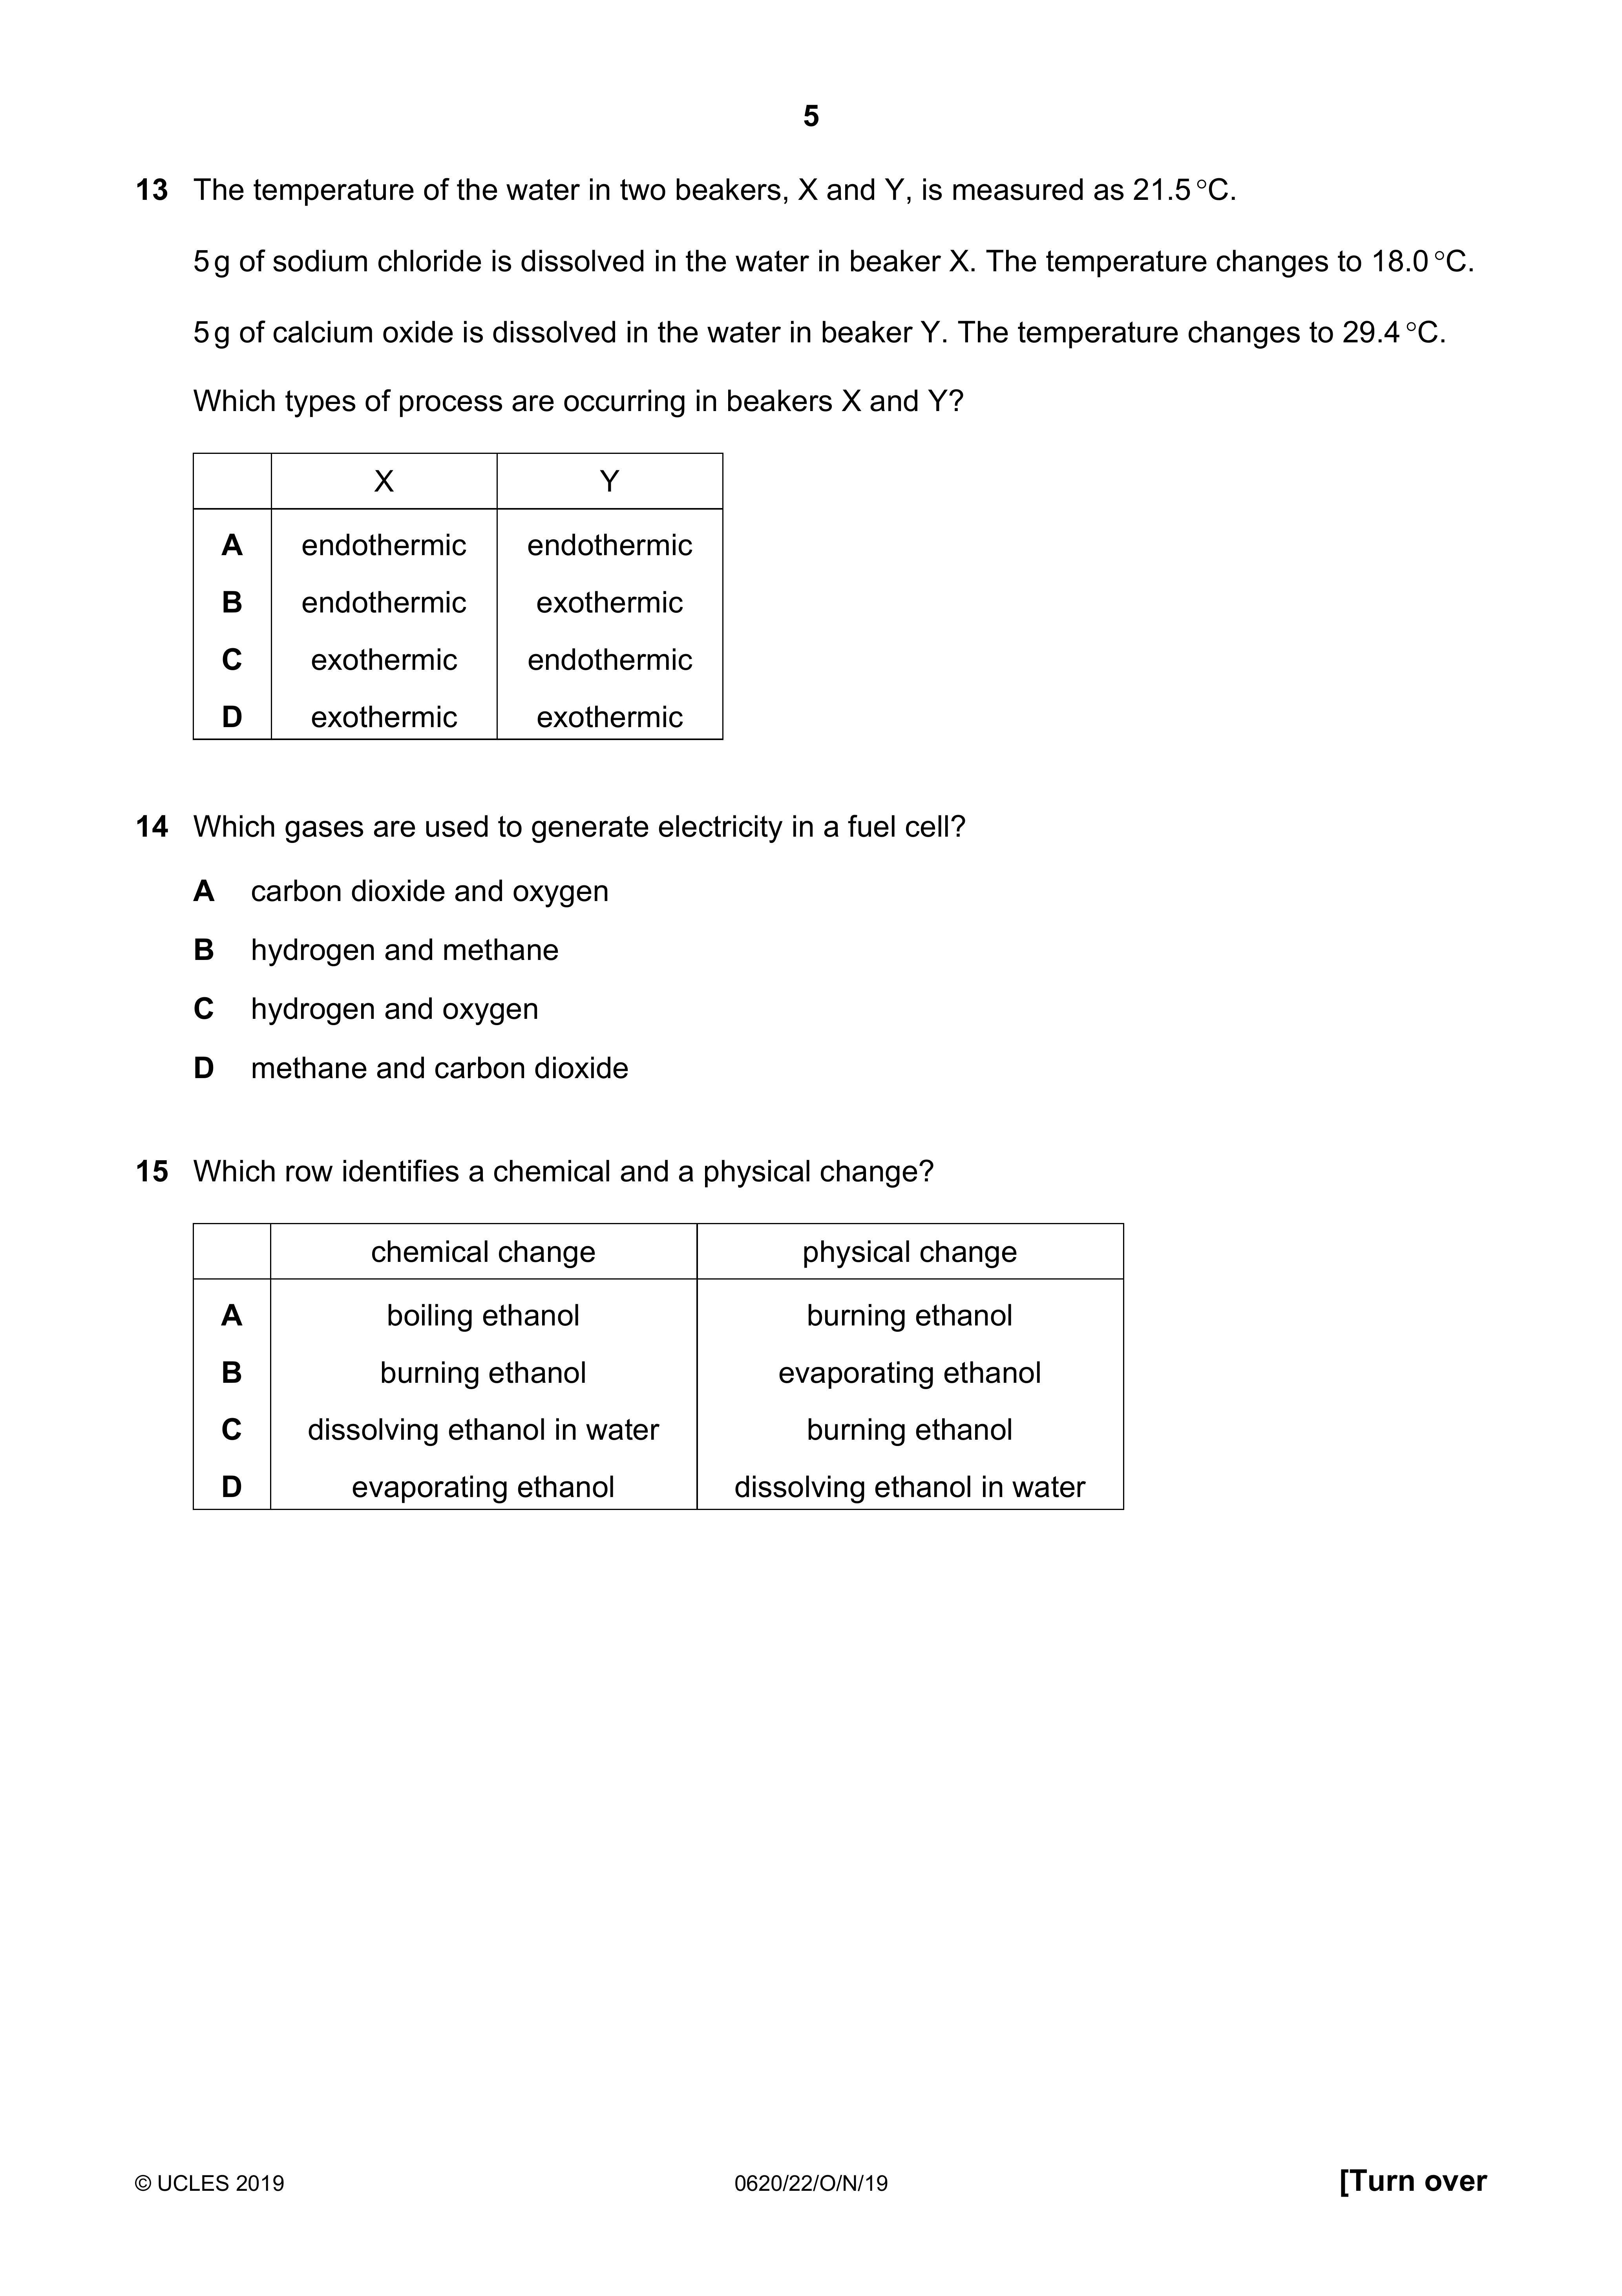 5
13 The temperature of the water in two beakers, X and Y, is measured as 21.5 °C.
5 g of sodium chloride is dissolved in the water in beaker X. The temperature changes to 18.0 °C.
5 g of calcium oxide is dissolved in the water in beaker Y. The temperature changes to 29.4 °C.
Which types of process are occurring in beakers X and Y?
X Y
A endothermic endothermic
B endothermic exothermic
C exothermic endothermic
D exothermic exothermic
14 Which gases are used to generate electricity in a fuel cell?
A carbon dioxide and oxygen
B hydrogen and methane
C hydrogen and oxygen
D methane and carbon dioxide
15 Which row identifies a chemical and a physical change?
chemical change physical change
A boiling ethanol burning ethanol
B burning ethanol evaporating ethanol
C dissolving ethanol in water burning ethanol
D evaporating ethanol dissolving ethanol in water
© UCLES 2019 0620/22/O/N/19 [Turn over